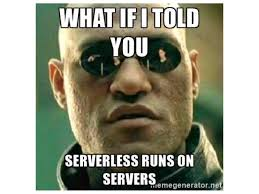 WHAT IF I TOLD
YOU
SERVERLESS RUNS ON
SERVERS
memegenerator.net